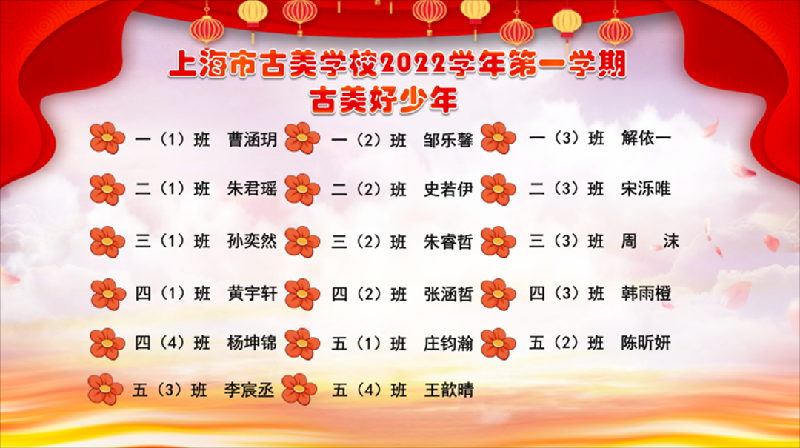 上海市古美学校2022学年第一学期
古美好少年
一（1）班 曹涵玥 一（2）班 邹乐馨 一（3）班 解依一
二（1）班 朱君瑶 二（2）班 史若伊 二（3）班 宋泺唯
三（1）班 孙奕然 三（2）班 朱睿哲 三（3）班 周 沫
四（1）班 黄宇轩 四（2）班 张涵哲 四（3）班 韩雨橙
四（4）班 杨坤锦 五（1）班 庄钧瀚 五（2）班 陈昕妍
五（3）班 李宸丞 五（4）班 王歆晴